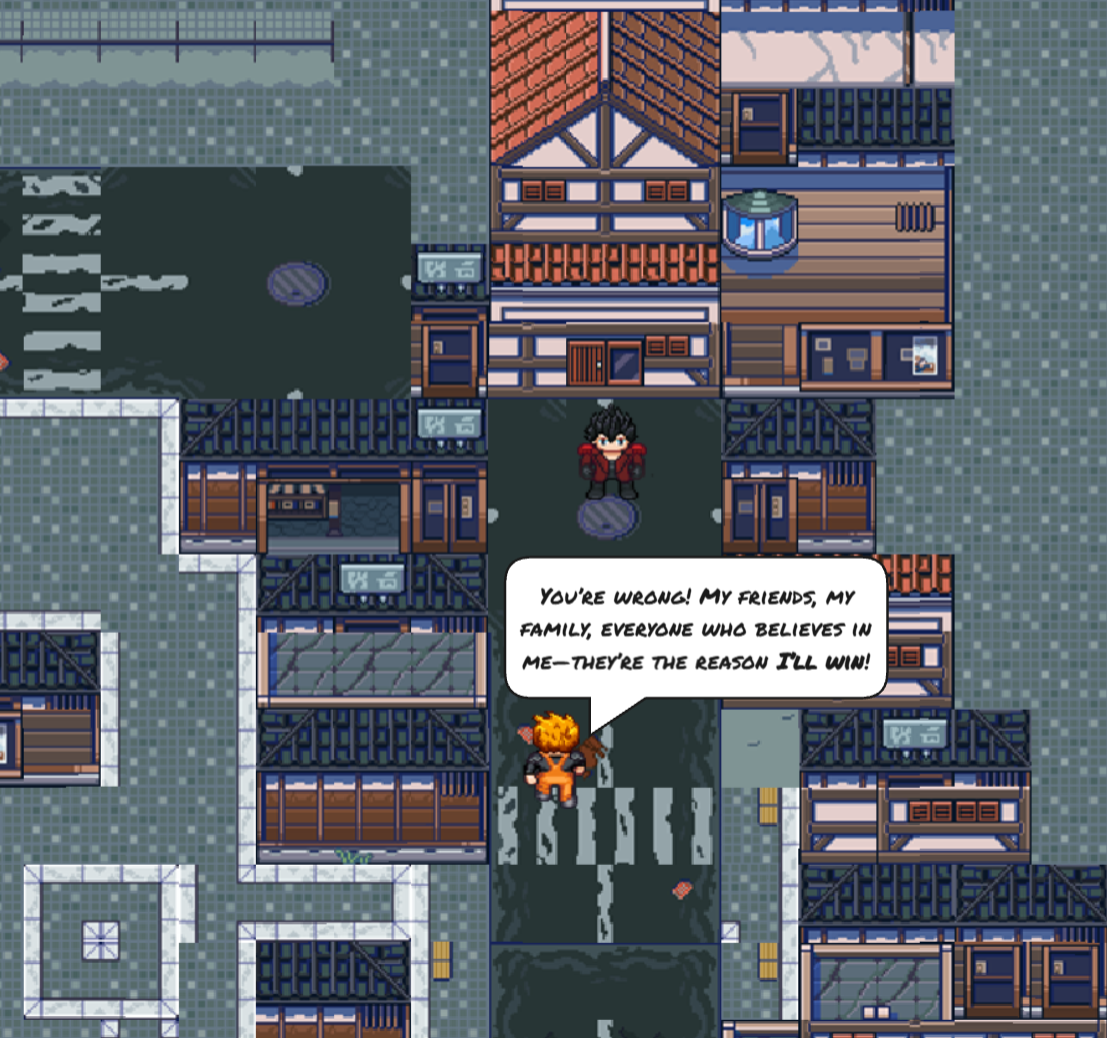 You're wrong! My friends, my
family, everyone who believes in
me—they're the reason I'll win!